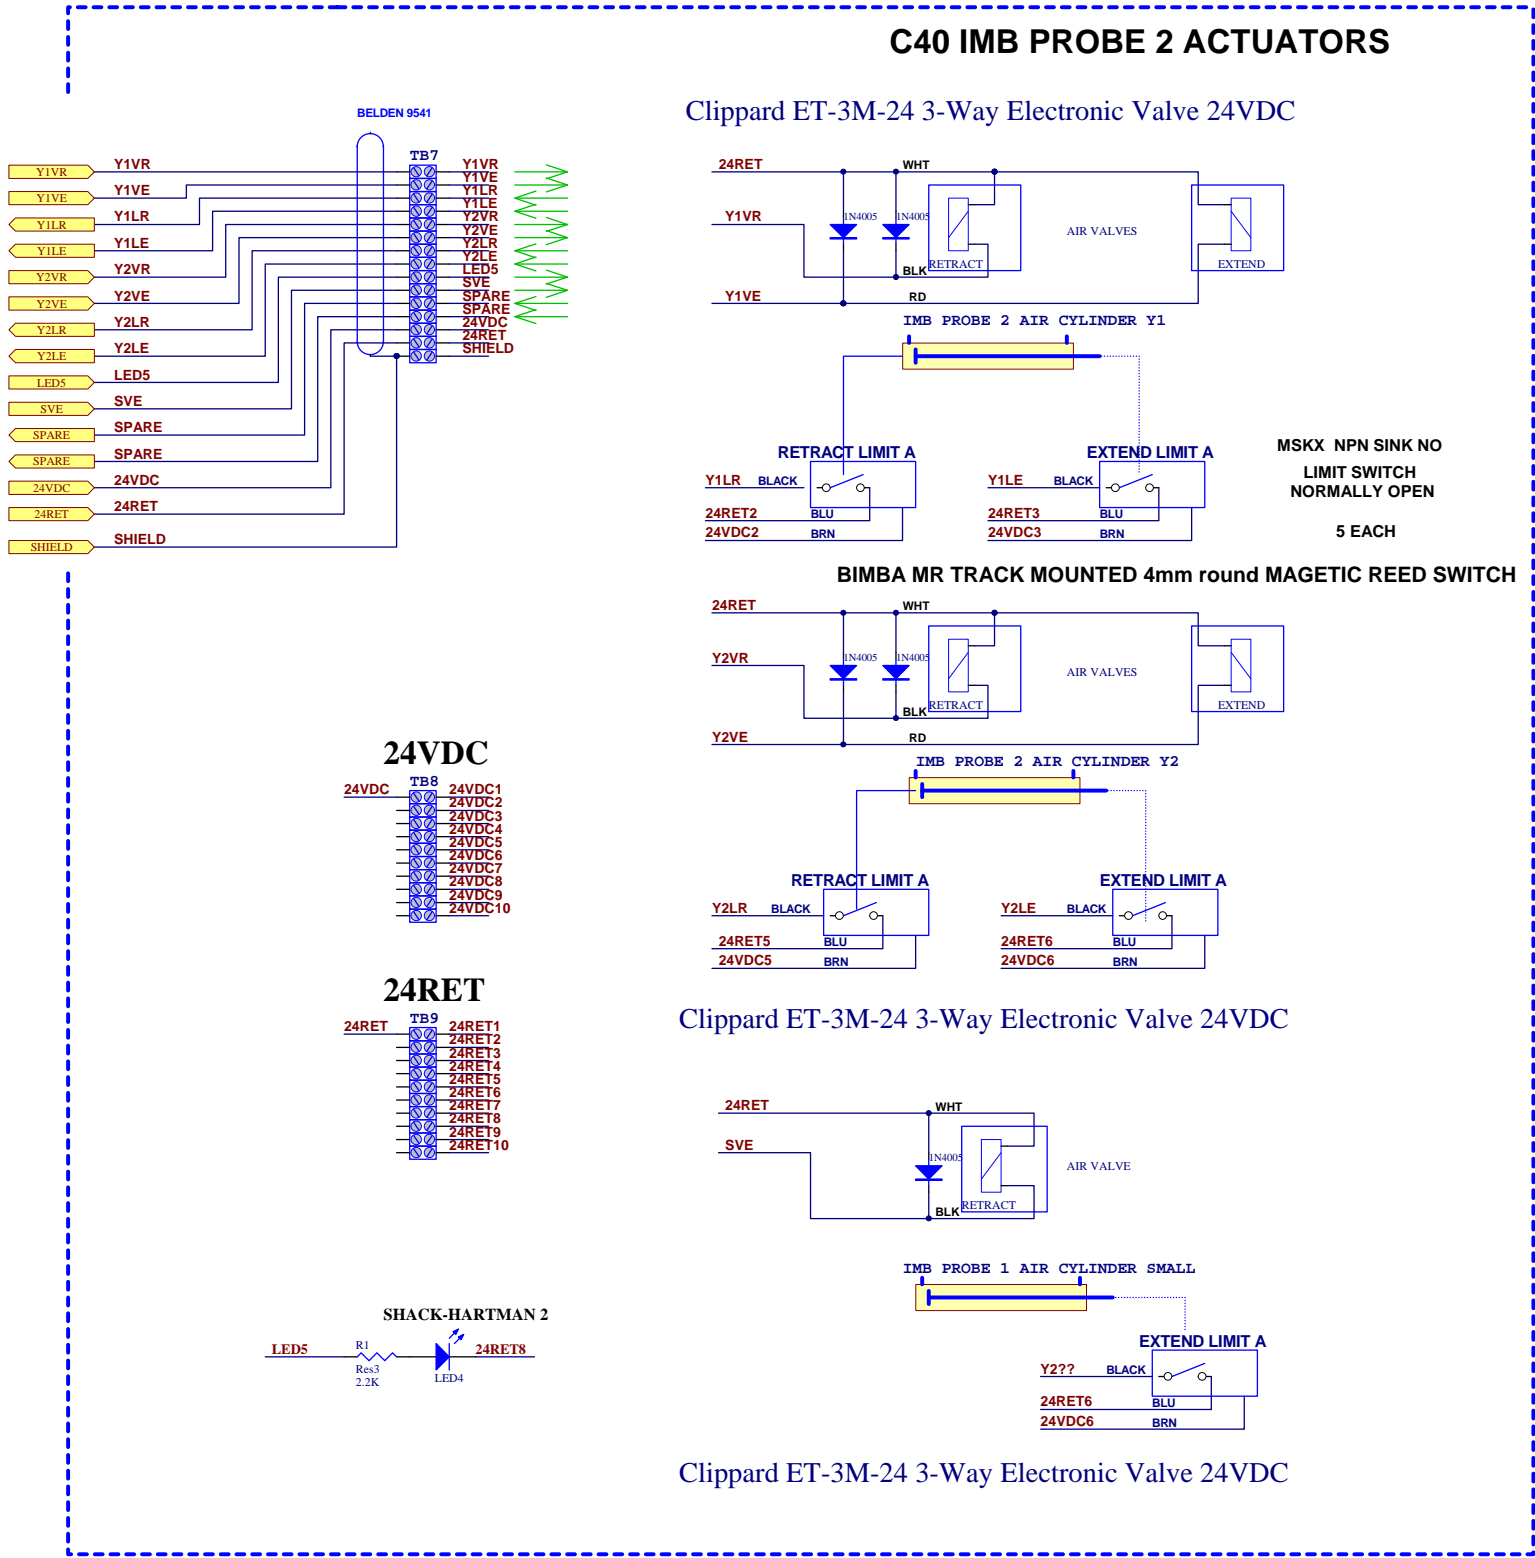 C40 IMB PROBE 2 ACTUATORS
Clippard ET-3M-24 3-Way Electronic Valve 24VDC
BELDEN 9541
TB7
Y1VR Y1VR Y1VR
Y1VE Y1VE Y1VE
Y1LR Y1LR Y1LR
Y1LE Y1LE Y1LE
Y2VR Y2VR Y2VR
Y2VE Y2VE Y2VE
Y2LR Y2LR Y2LR
Y2LE Y2LE Y2LE
LED5 LED5 LED5
SVE SVE SVE
SPARE SPARE SPARE
SPARE SPARE SPARE
24VDC 24VDC 24VDC
24RET 24RET 24RET
SHIELD SHIELD SHIELD
24RET WHT
Y1VR 1N4005 1N4005 AIR VALVES
RETRACT BLK EXTEND
Y1VE RD
IMB PROBE 2 AIR CYLINDER Y1
RETRACT LIMIT A EXTEND LIMIT A
Y1LR BLACK Y1LE BLACK
24RET2 BLU 24RET3 BLU
24VDC2 BRN 24VDC3 BRN
MSKX NPN SINK NO
LIMIT SWITCH
NORMALLY OPEN
5 EACH
BIMBA MR TRACK MOUNTED 4mm round MAGETIC REED SWITCH
24RET WHT
Y2VR 1N4005 1N4005 AIR VALVES
RETRACT BLK EXTEND
Y2VE RD
IMB PROBE 2 AIR CYLINDER Y2
RETRACT LIMIT A EXTEND LIMIT A
Y2LR BLACK Y2LE BLACK
24RET5 BLU 24RET6 BLU
24VDC5 BRN 24VDC6 BRN
24VDC
TB8
24VDC 24VDC1
24VDC2
24VDC3
24VDC4
24VDC5
24VDC6
24VDC7
24VDC8
24VDC9
24VDC10
24RET
TB9
24RET 24RET1
24RET2
24RET3
24RET4
24RET5
24RET6
24RET7
24RET8
24RET9
24RET10
Clippard ET-3M-24 3-Way Electronic Valve 24VDC
24RET WHT
SVE 1N4005 AIR VALVE
RETRACT
BLK
IMB PROBE 1 AIR CYLINDER SMALL
EXTEND LIMIT A
Y2?? BLACK
24RET6 BLU
24VDC6 BRN
SHACK-HARTMAN 2
LED5 R1 24RET8
Res3 LED4
2.2K
Clippard ET-3M-24 3-Way Electronic Valve 24VDC